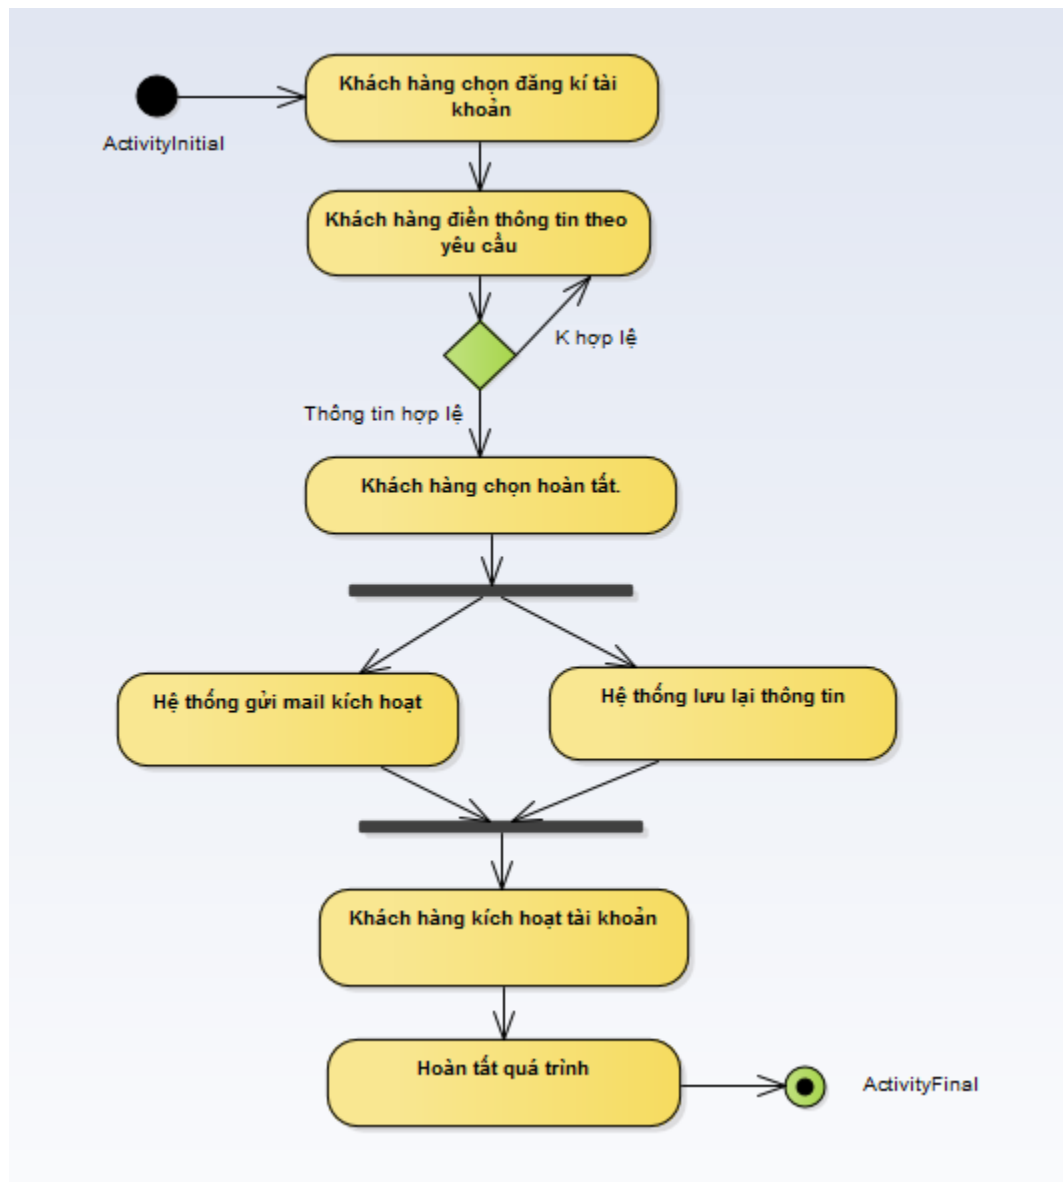 Khách hàng chọn đăng kí tài
khoản
ActivityInitial
Khách hàng điền thông tin theo
yêu cầu
K hợp lệ
Thông tin hợp lệ
Khách hàng chọn hoàn tất.
Hệ thống gửi mail kích hoạt
Hệ thống lưu lại thông tin
Khách hàng kích hoạt tài khoản
Hoàn tất quá trình
ActivityFinal